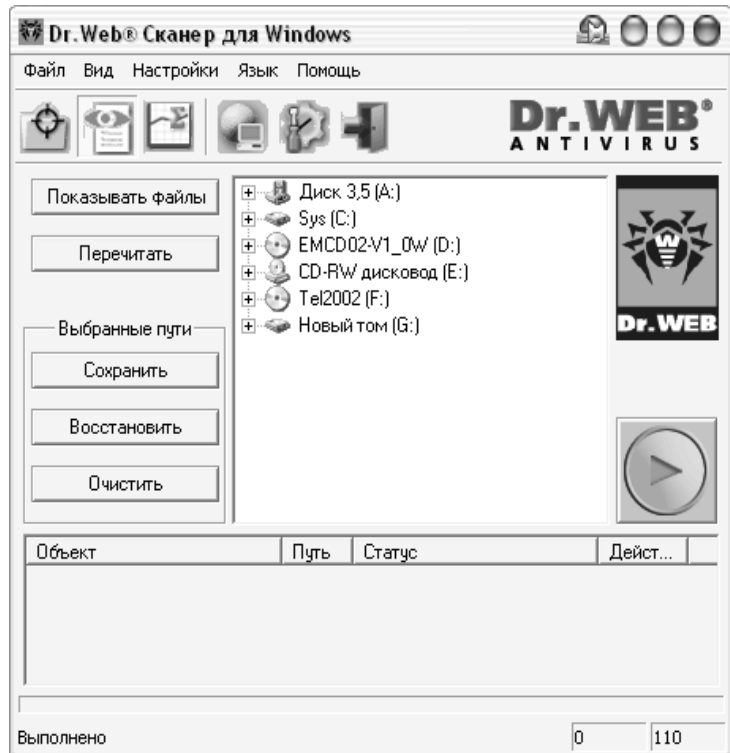 Dr.Web® Сканер для Windows
Файл Вид Настройки Язык Помощь
Dr.WEB®
ANTIVIRUS
Показывать файлы
Перечитать
Выбранные пути
Сохранить
Восстановить
Очистить
Диск 3,5 (A:)
Sys (C:)
EMCD02-V1_0W (D:)
CD-RW дисковод (E:)
Tel2002 (F:)
Новый том (G:)
Dr.WEB
Объект Путь Статус Дейст...
Выполнено 0 110